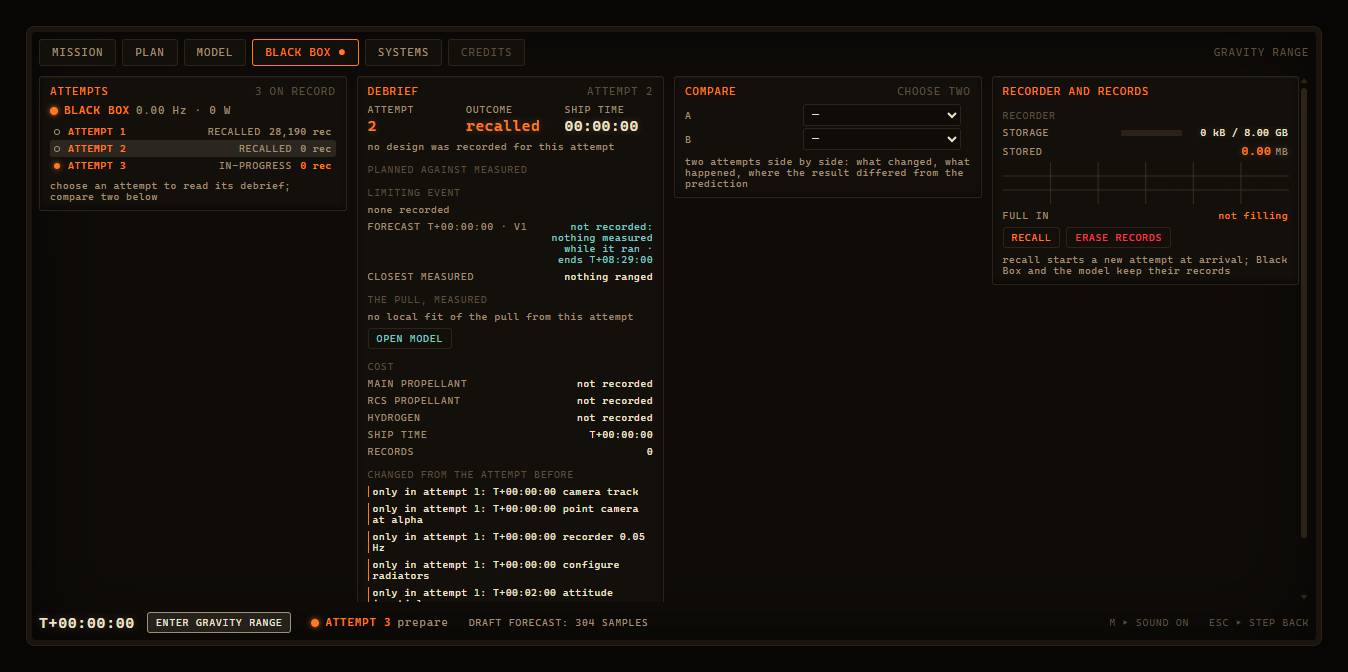 MISSION PLAN MODEL BLACK BOX SYSTEMS CREDITS GRAVITY RANGE
ATTEMPTS 3 ON RECORD
BLACK BOX 0.00 Hz · 0 W
ATTEMPT 1 RECALLED 28,190 rec
ATTEMPT 2 RECALLED 0 rec
ATTEMPT 3 IN-PROGRESS 0 rec
choose an attempt to read its debrief;
compare two below
DEBRIEF ATTEMPT 2
ATTEMPT OUTCOME SHIP TIME
2 recalled 00:00:00
no design was recorded for this attempt
PLANNED AGAINST MEASURED
LIMITING EVENT
none recorded
FORECAST T+00:00:00 · V1 not recorded:
nothing measured
while it ran ·
ends T+08:29:00
CLOSEST MEASURED nothing ranged
THE PULL, MEASURED
no local fit of the pull from this attempt
OPEN MODEL
COST
MAIN PROPELLANT not recorded
RCS PROPELLANT not recorded
HYDROGEN not recorded
SHIP TIME T+00:00:00
RECORDS 0
CHANGED FROM THE ATTEMPT BEFORE
only in attempt 1: T+00:00:00 camera track
only in attempt 1: T+00:00:00 point camera
at alpha
only in attempt 1: T+00:00:00 recorder 0.05
Hz
only in attempt 1: T+00:00:00 configure
radiators
only in attempt 1: T+00:02:00 attitude
COMPARE CHOOSE TWO
A —
B —
two attempts side by side: what changed, what
happened, where the result differed from the
prediction
RECORDER AND RECORDS
RECORDER
STORAGE 0 kB / 8.00 GB
STORED 0.00 MB
FULL IN not filling
RECALL ERASE RECORDS
recall starts a new attempt at arrival; Black
Box and the model keep their records
T+00:00:00 ENTER GRAVITY RANGE ATTEMPT 3 prepare DRAFT FORECAST: 304 SAMPLES M ▸ SOUND ON ESC ▸ STEP BACK